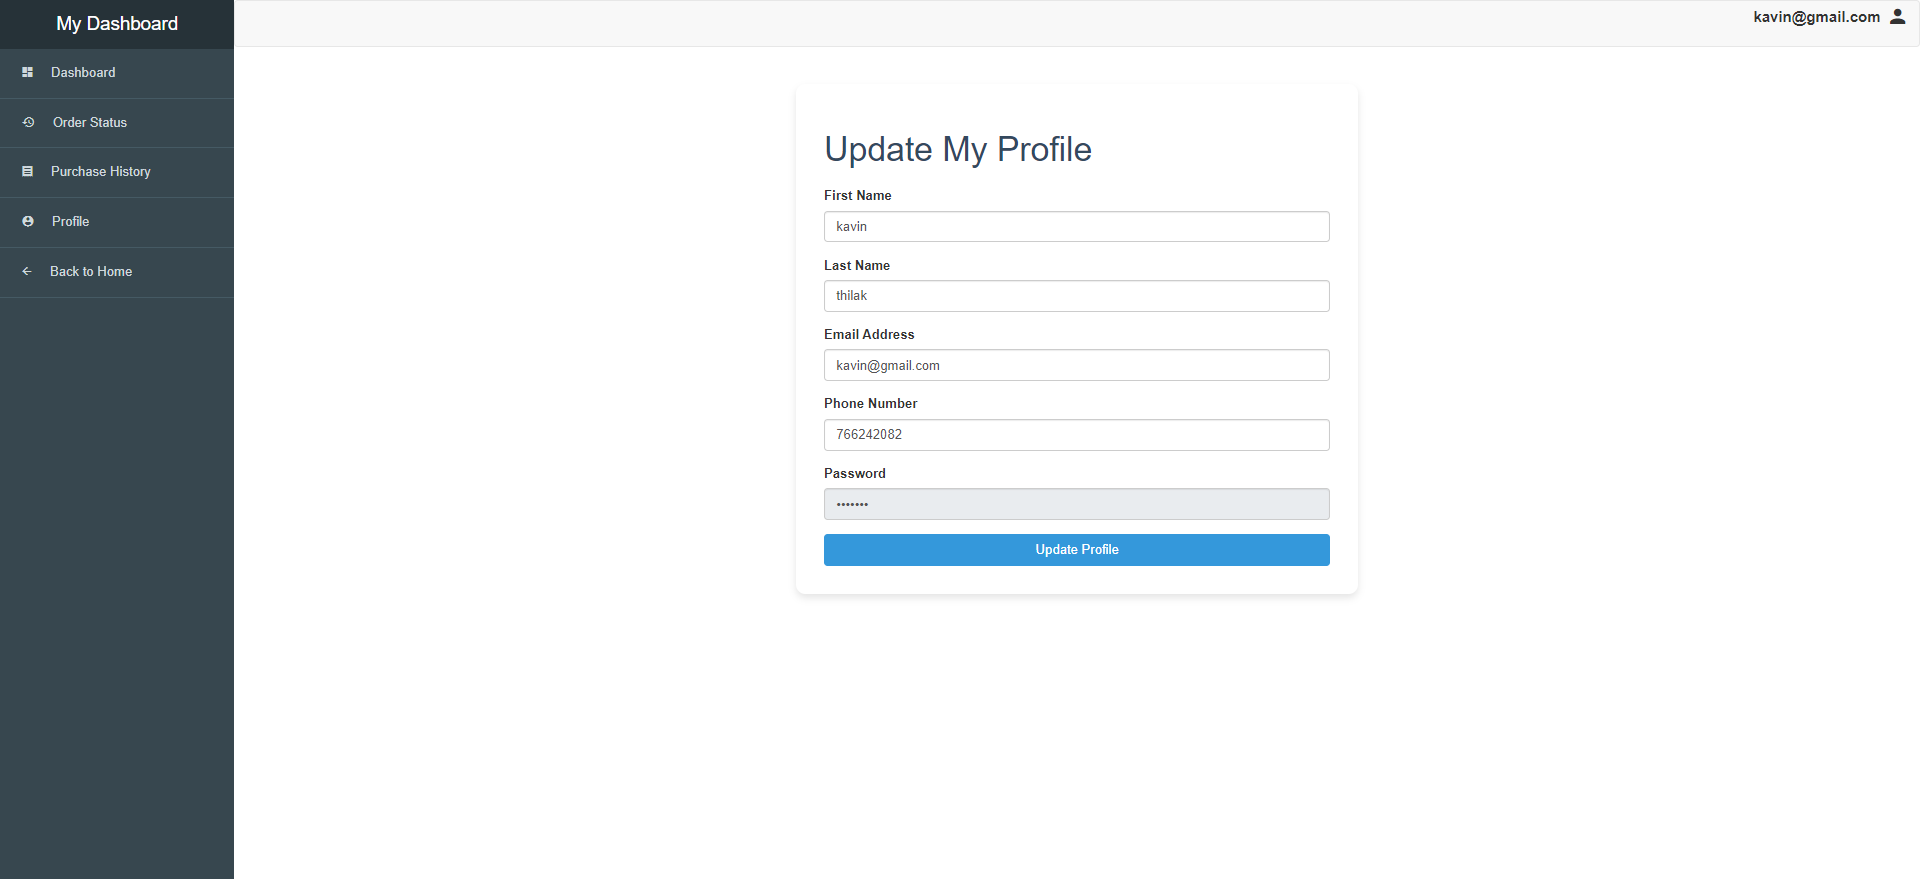 My Dashboard
kavin@gmail.com
Dashboard
Order Status
Purchase History
Profile
Back to Home
Update My Profile
First Name
kavin
Last Name
thilak
Email Address
kavin@gmail.com
Phone Number
766242082
Password
•••••••
Update Profile